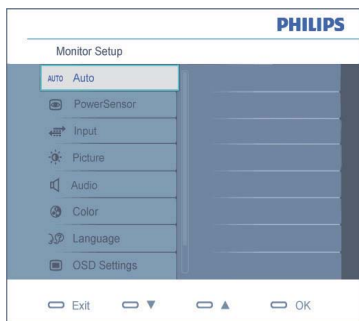 PHILIPS
Monitor Setup
AUTO Auto
PowerSensor
Input
Picture
Audio
Color
Language
OSD Settings
Exit ▼ ▲ OK